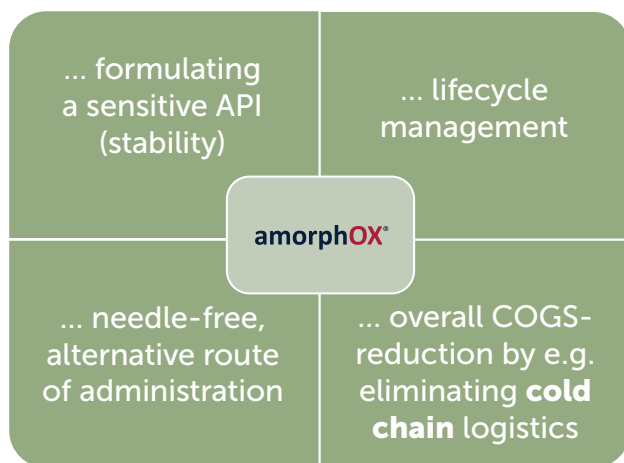 ... formulating
a sensitive API
(stability)
... lifecycle
management
amorphOX®
... needle-free,
alternative route
of administration
... overall COGS-
reduction by e.g.
eliminating cold
chain logistics